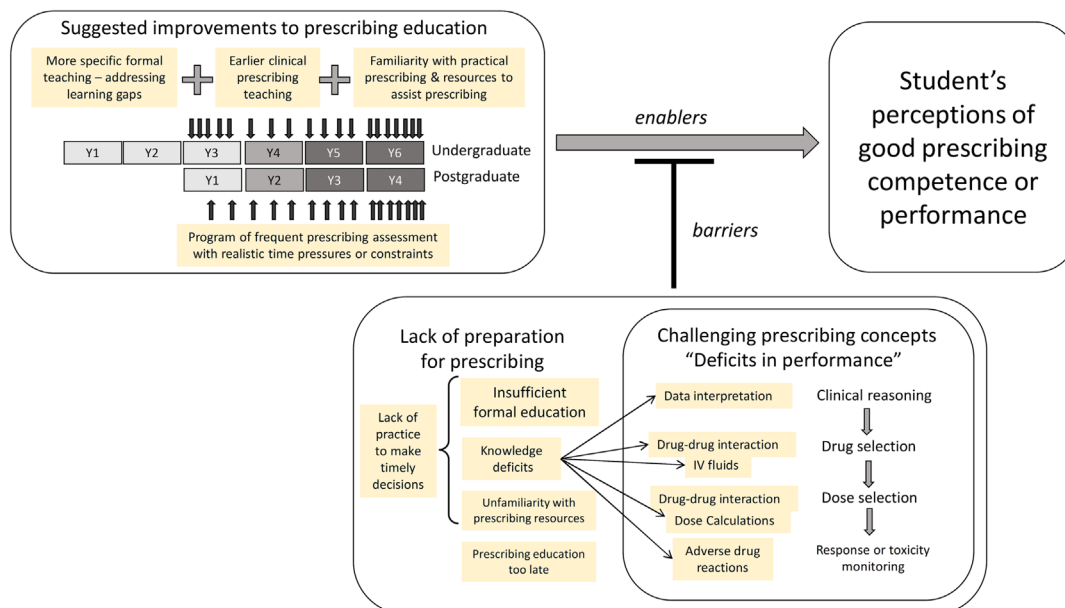 Suggested improvements to prescribing education
More specific formal
teaching – addressing
learning gaps
Earlier clinical
prescribing
teaching
Familiarity with practical
prescribing & resources to
assist prescribing
Y1 Y2 Y3 Y4 Y5 Y6 Undergraduate
Y1 Y2 Y3 Y4 Postgraduate
Program of frequent prescribing assessment
with realistic time pressures or constraints
enablers
barriers
Student’s
perceptions of
good prescribing
competence or
performance
Lack of preparation
for prescribing
Lack of
practice
to make
timely
decisions
Insufficient
formal education
Knowledge
deficits
Unfamiliarity with
prescribing resources
Prescribing education
too late
Challenging prescribing concepts
“Deficits in performance”
Data interpretation
Drug-drug interaction
IV fluids
Drug-drug interaction
Dose Calculations
Adverse drug
reactions
Clinical reasoning
Drug selection
Dose selection
Response or toxicity
monitoring